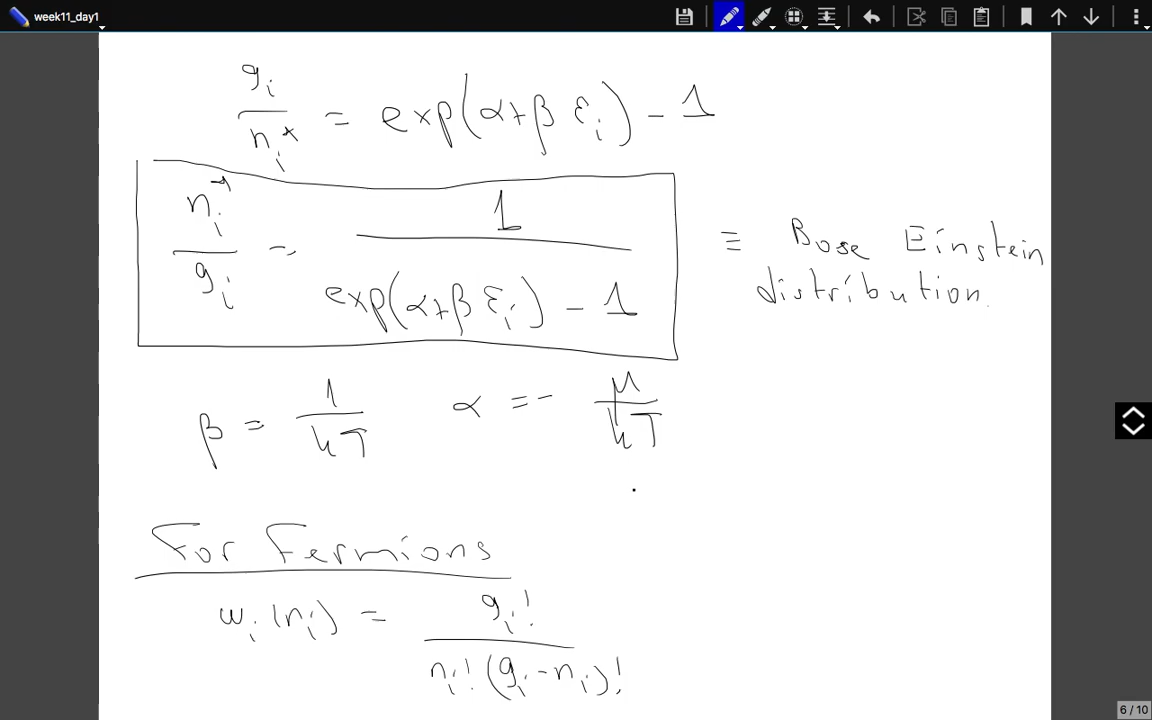 week11_day1
g_i / n_i* = exp(α+β ε_i) - 1
n_i* / g_i = 1 / (exp(α+β ε_i) - 1) ≡ Bose Einstein
distribution.
β = 1 / kT α = - μ / kT
For Fermions
w_i (n_i) = g_i! / n_i! (g_i - n_i)!
6 / 10